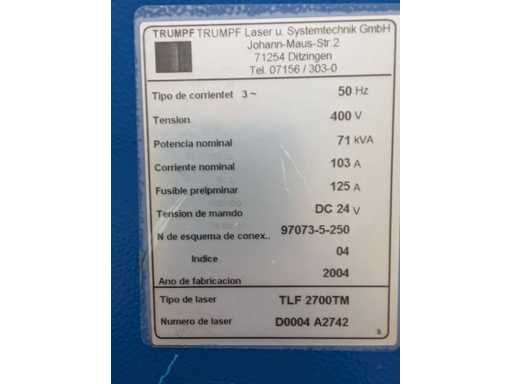 TRUMPF TRUMPF Laser u. Systemtechnik GmbH
Johann-Maus-Str.2
71254 Ditzingen
Tel. 07156 / 303-0
Tipo de corrientet 3 ~ 50 Hz
Tension 400 V
Potencia nominal 71 kVA
Corriente nominal 103 A
Fusible prelpminar 125 A
Tension de mamdo DC 24 V
N de esquema de conex.. 97073-5-250
Indice 04
Ano de fabricacion 2004
Tipo de laser TLF 2700TM
Numero de laser D0004 A2742